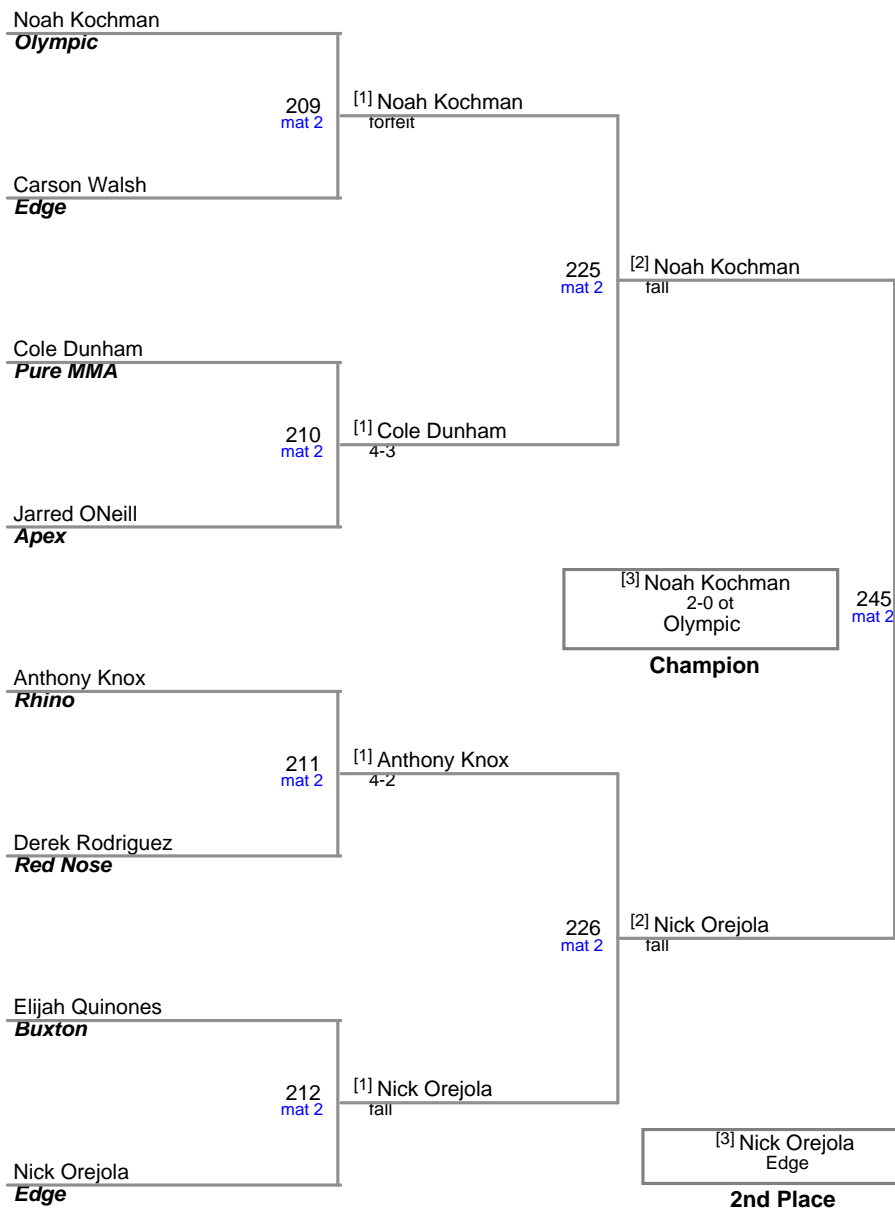 Noah Kochman
Olympic
209
mat 2
[1] Noah Kochman
forfeit
Carson Walsh
Edge
225
mat 2
[2] Noah Kochman
fall
Cole Dunham
Pure MMA
210
mat 2
[1] Cole Dunham
4-3
Jarred ONeill
Apex
[3] Noah Kochman
2-0 ot
Olympic
245
mat 2
Champion
Anthony Knox
Rhino
211
mat 2
[1] Anthony Knox
4-2
Derek Rodriguez
Red Nose
226
mat 2
[2] Nick Orejola
fall
Elijah Quinones
Buxton
212
mat 2
[1] Nick Orejola
fall
Nick Orejola
Edge
[3] Nick Orejola
Edge
2nd Place